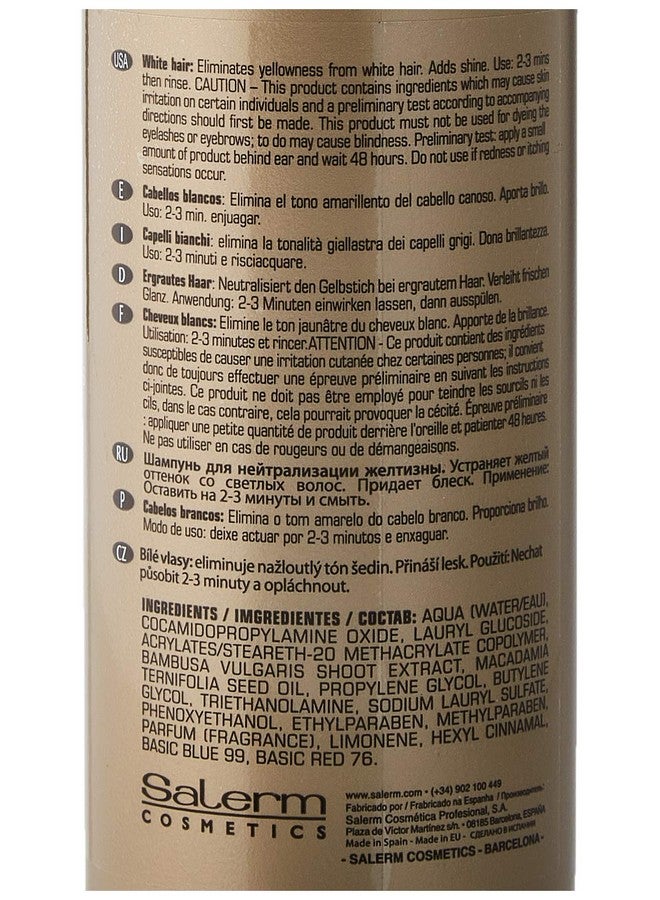 USA White hair: Eliminates yellowness from white hair. Adds shine. Use: 2-3 mins
then rinse. CAUTION – This product contains ingredients which may cause skin
irritation on certain individuals and a preliminary test according to accompanying
directions should first be made. This product must not be used for dyeing the
eyelashes or eyebrows; to do may cause blindness. Preliminary test: apply a small
amount of product behind ear and wait 48 hours. Do not use if redness or itching
sensations occur.
E Cabellos blancos: Elimina el tono amarillento del cabello canoso. Aporta brillo.
Uso: 2-3 min. enjuagar.
I Capelli bianchi: elimina la tonalità giallastra dei capelli grigi. Dona brillantezza.
Uso: 2-3 minuti e risciacquare.
D Ergrautes Haar: Neutralisiert den Gelbstich bei ergrautem Haar. Verleiht frischen
Glanz. Anwendung: 2-3 Minuten einwirken lassen, dann ausspülen.
F Cheveux blancs: Elimine le ton jaunâtre du cheveux blanc. Apporte de la brillance.
Utilisation: 2-3 minutes et rincer.ATTENTION - Ce produit contient des ingrédients
susceptibles de causer une irritation cutanée chez certaines personnes; il convient
donc de toujours effectuer une épreuve préliminaire en suivant les instructions
ci-jointes. Ce produit ne doit pas être employé pour teindre les sourcils ni les
cils, dans le cas contraire, cela pourrait provoquer la cécité. Épreuve préliminaire
: appliquer une petite quantité de produit derrière l'oreille et patienter 48 heures.
Ne pas utiliser en cas de rougeurs ou de démangeaisons.
RU Шампунь для нейтрализации желтизны. Устраняет желтый
оттенок со светлых волос. Придает блеск. Применение:
Оставить на 2-3 минуты и смыть.
P Cabelos brancos: Elimina o tom amarelo do cabelo branco. Proporciona brilho.
Modo de uso: deixe actuar por 2-3 minutos e enxaguar.
CZ Bílé vlasy: eliminuje nažloutlý tón šedin. Přináší lesk. Použití: Nechat
působit 2-3 minuty a opláchnout.
INGREDIENTS / IMGREDIENTES / СОСТАВ: AQUA (WATER/EAU),
COCAMIDOPROPYLAMINE OXIDE, LAURYL GLUCOSIDE,
ACRYLATES/STEARETH-20 METHACRYLATE COPOLYMER,
BAMBUSA VULGARIS SHOOT EXTRACT, MACADAMIA
TERNIFOLIA SEED OIL, PROPYLENE GLYCOL, BUTYLENE
GLYCOL, TRIETHANOLAMINE, SODIUM LAURYL SULFATE,
PHENOXYETHANOL, ETHYLPARABEN, METHYLPARABEN,
PARFUM (FRAGRANCE), LIMONENE, HEXYL CINNAMAL,
BASIC BLUE 99, BASIC RED 76.
Salerm
COSMETICS
www.salerm.com • (+34) 902 100 449
Fabricado por / Frabricado na Espanha / Производитель:
Salerm Cosmética Profesional, S.A.
Plaza de Víctor Martínez s/n. • 08185 Barcelona, ESPAÑA
Made in Spain - Made in EU - СДЕЛАНО В ИСПАНИИ
- SALERM COSMETICS - BARCELONA -